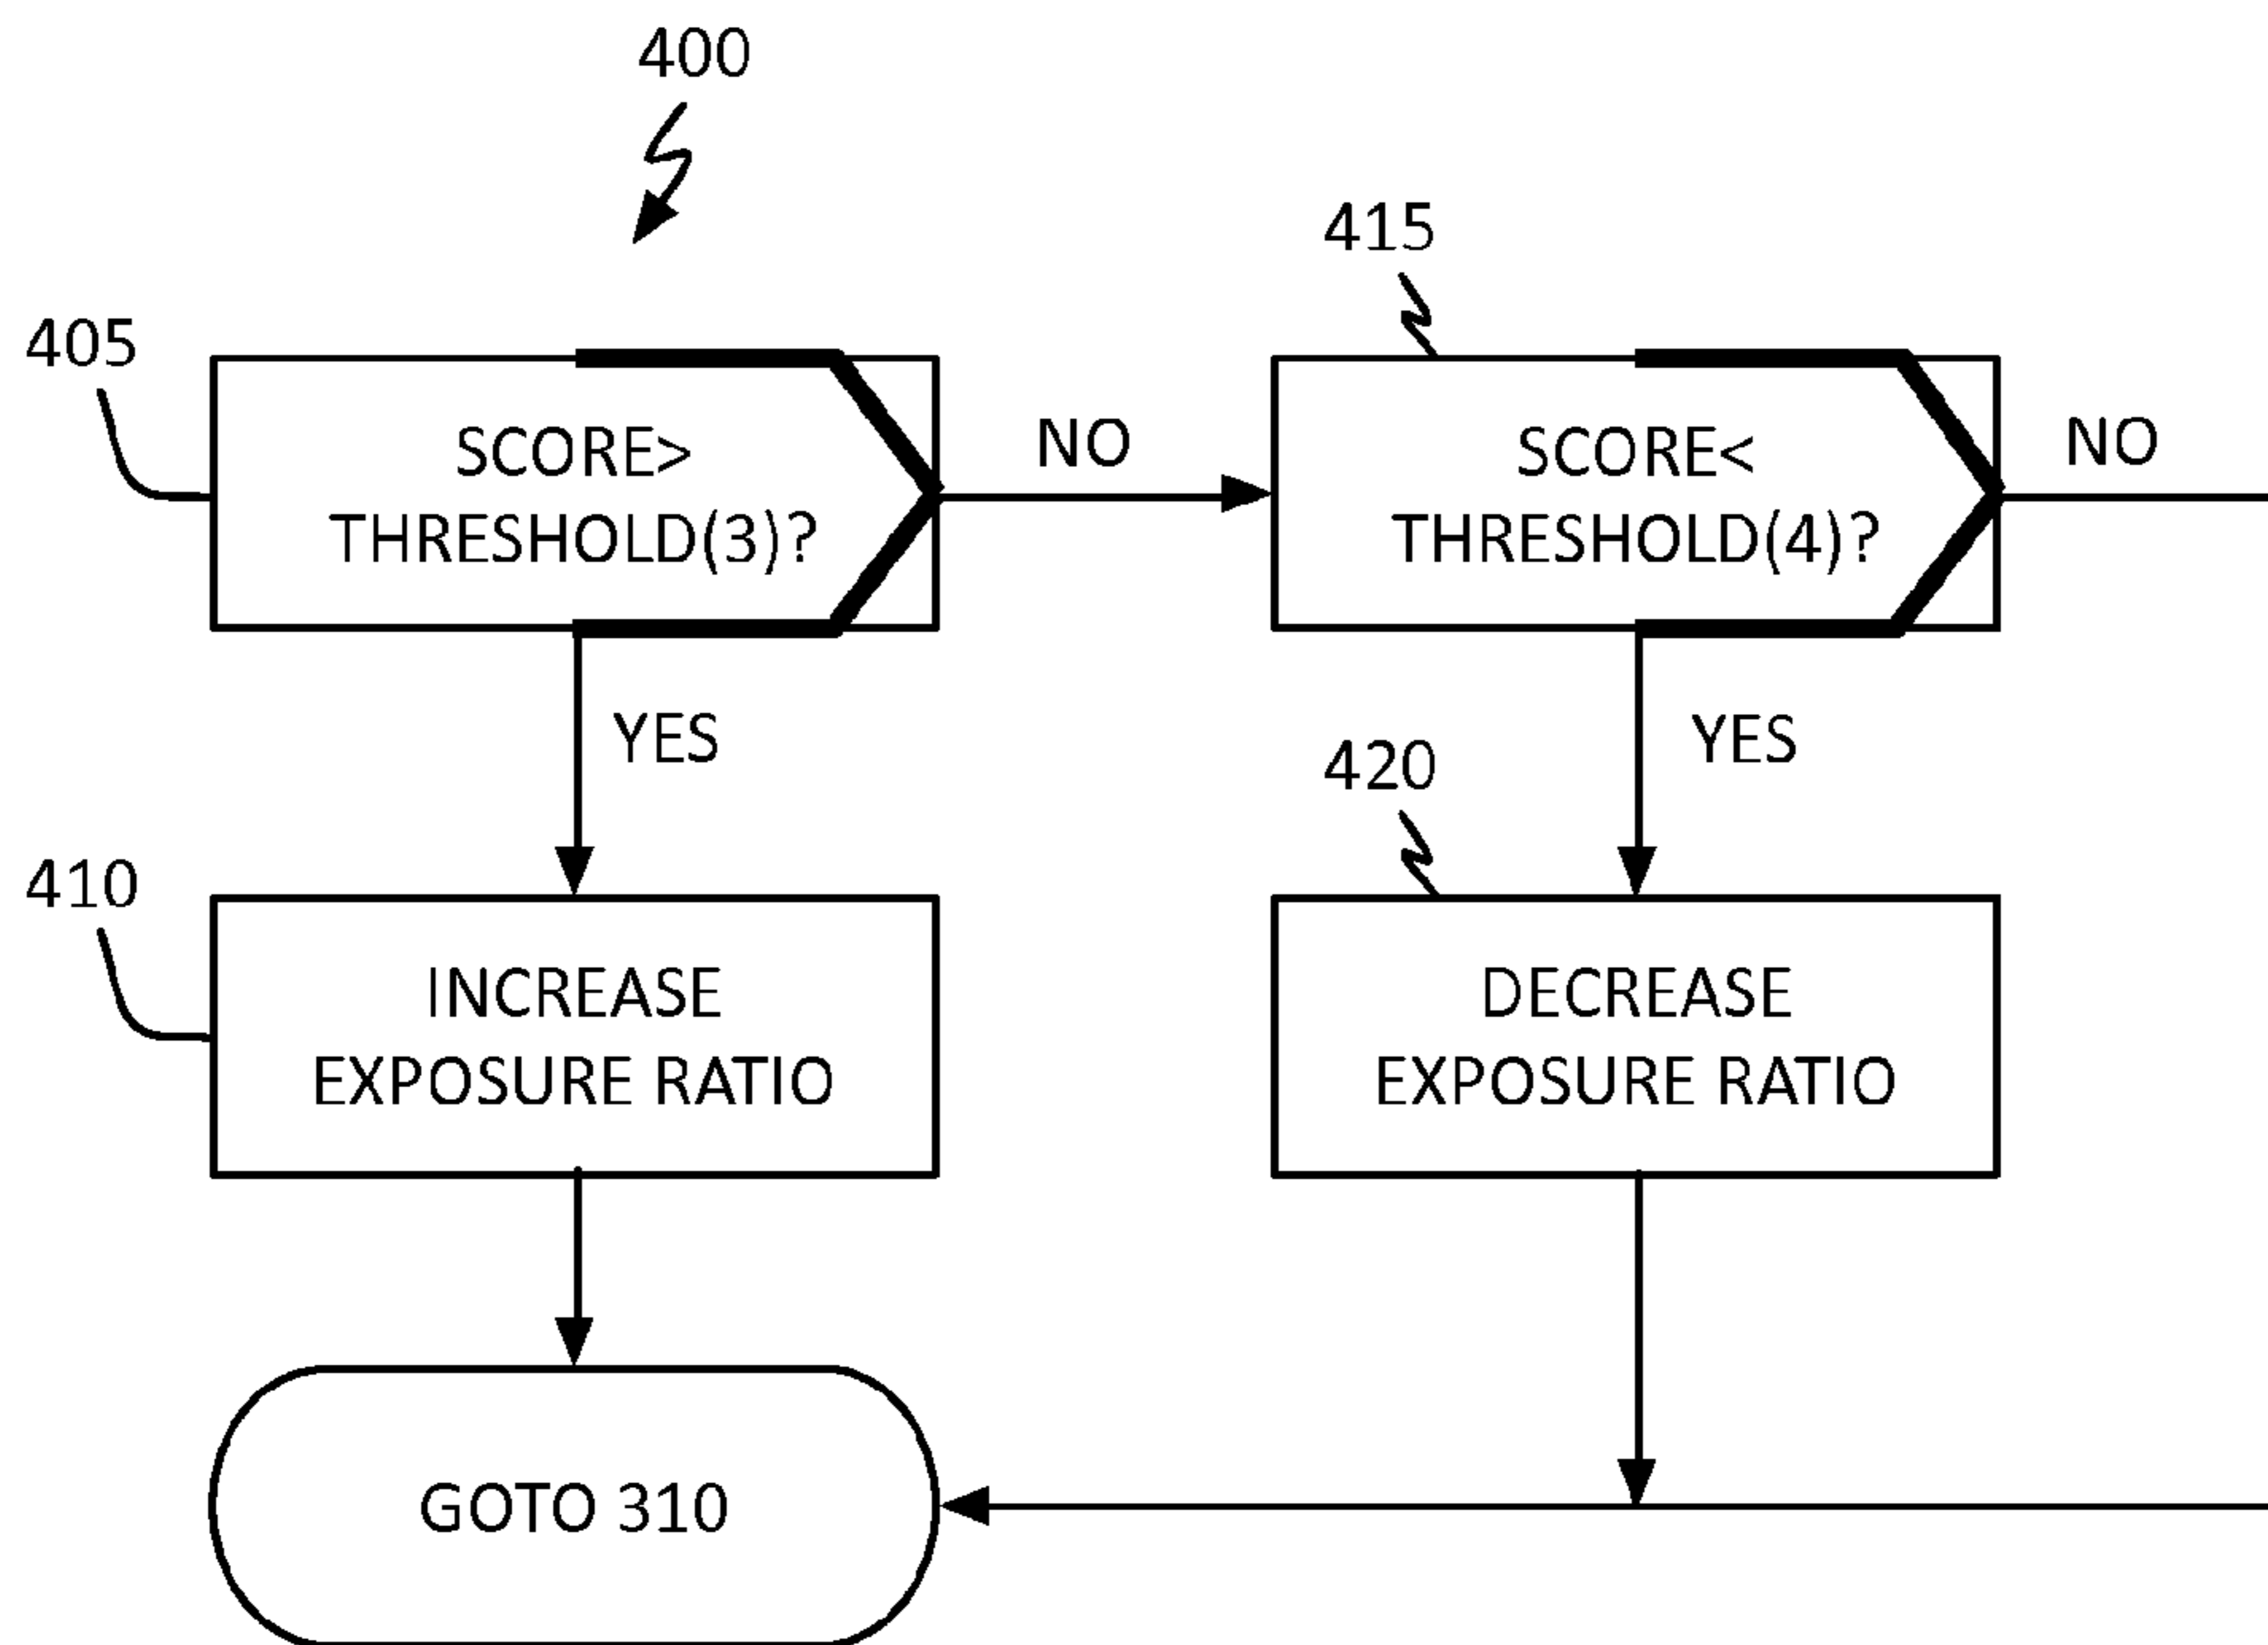 400
415
405
SCORE>
THRESHOLD(3)?
NO
SCORE<
THRESHOLD(4)?
NO
YES
YES
420
410
INCREASE
EXPOSURE RATIO
DECREASE
EXPOSURE RATIO
GOTO 310